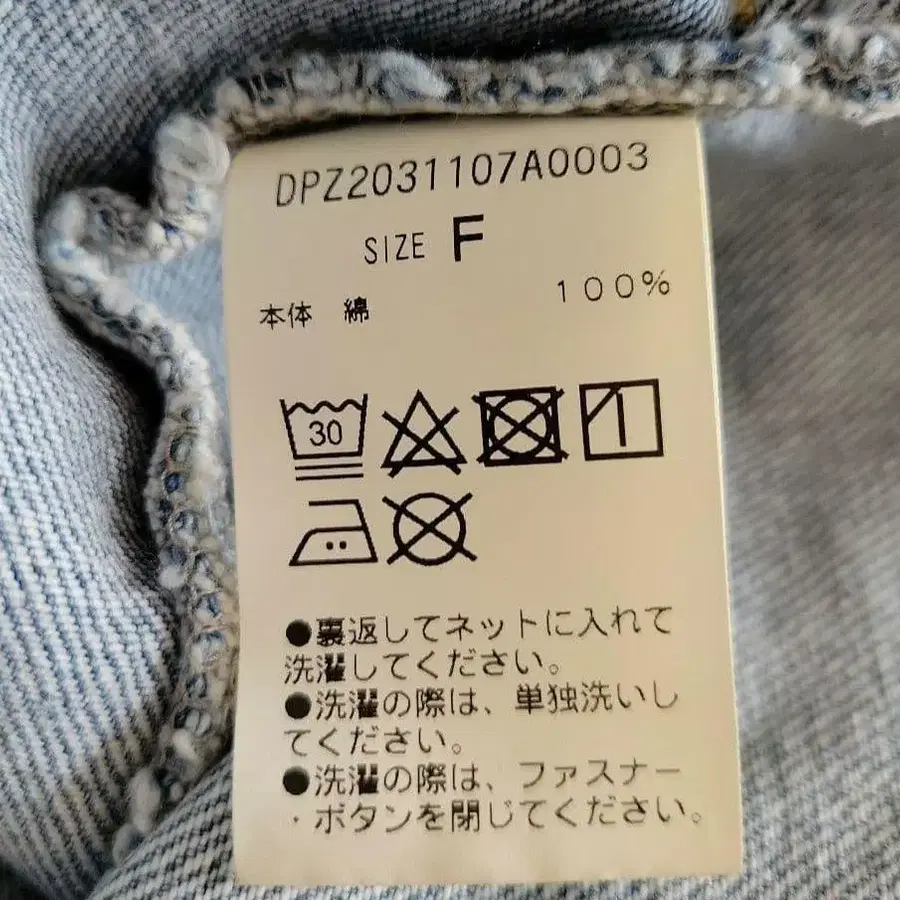 DPZ2031107A0003
SIZE F
本体 綿 100%
30
●裏返してネットに入れて
洗濯してください。
●洗濯の際は、単独洗いし
てください。
●洗濯の際は、ファスナー
・ボタンを閉じてください。